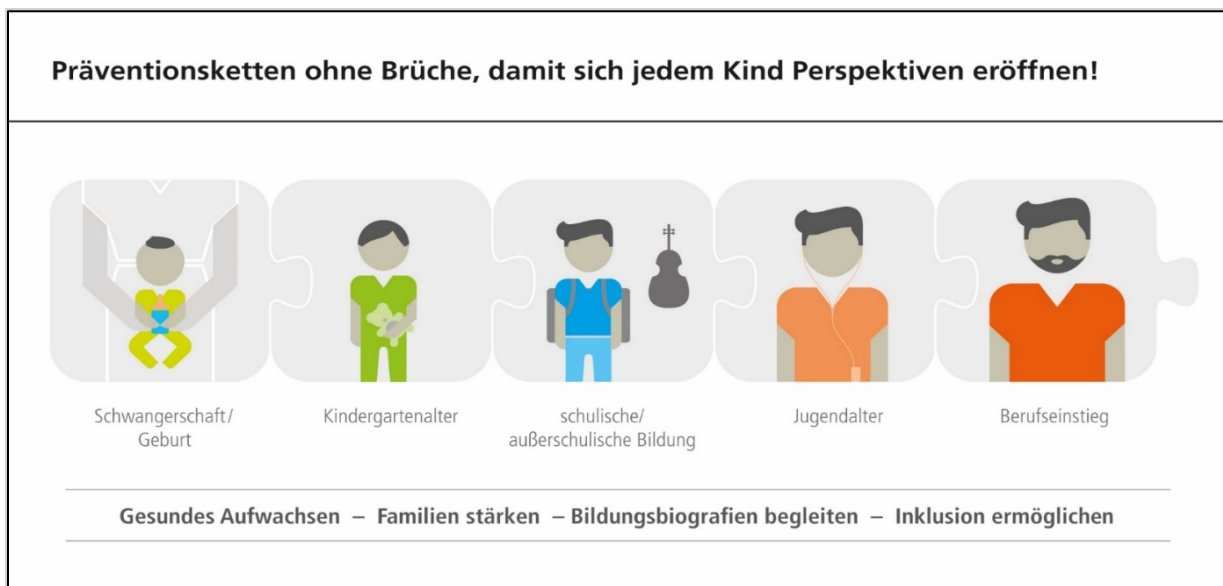 Präventionsketten ohne Brüche, damit sich jedem Kind Perspektiven eröffnen!
Schwangerschaft/
Geburt
Kindergartenalter
schulische/
außerschulische Bildung
Jugendalter
Berufseinstieg
Gesundes Aufwachsen – Familien stärken – Bildungsbiografien begleiten – Inklusion ermöglichen